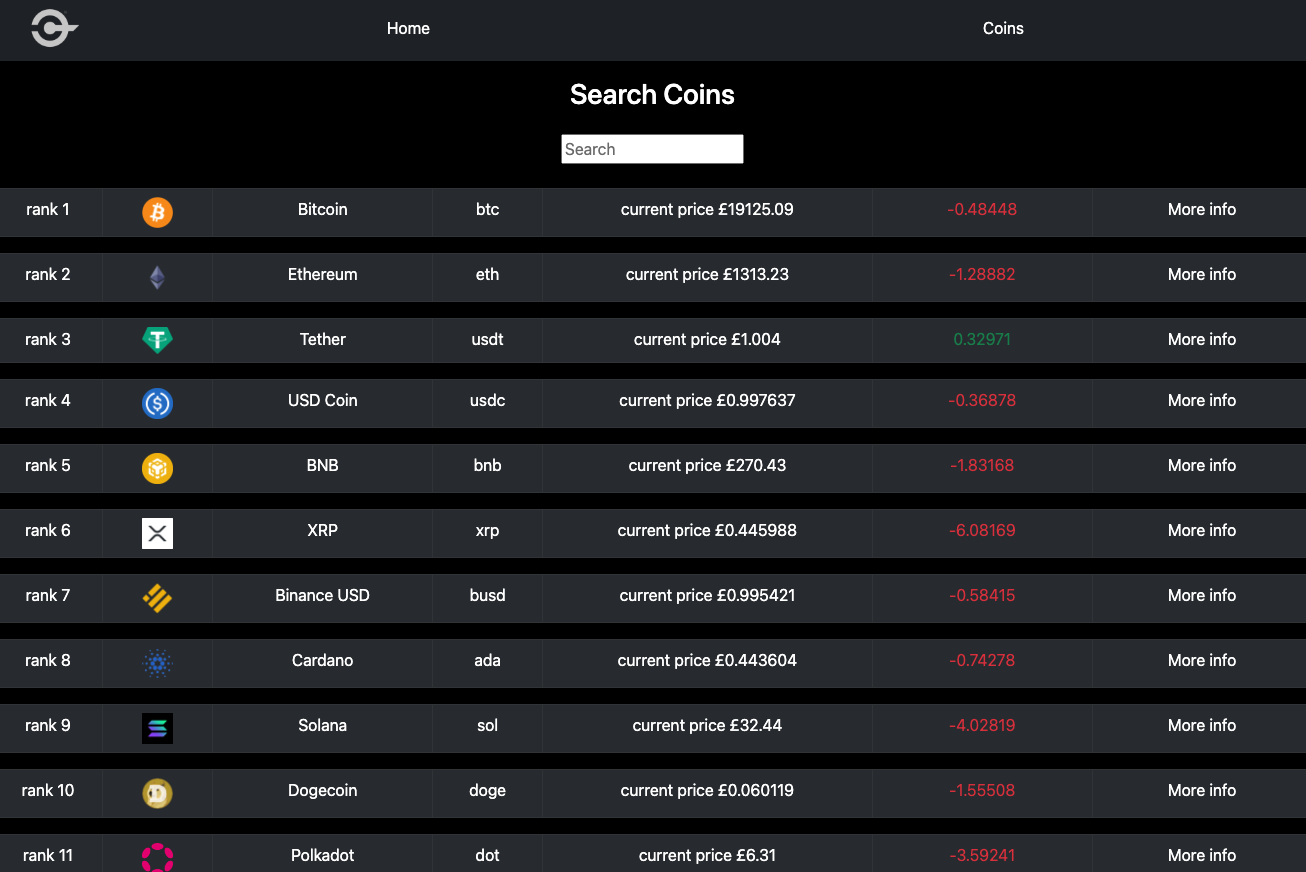 Home Coins
Search Coins
Search
rank 1 Bitcoin btc current price £19125.09 -0.48448 More info
rank 2 Ethereum eth current price £1313.23 -1.28882 More info
rank 3 Tether usdt current price £1.004 0.32971 More info
rank 4 USD Coin usdc current price £0.997637 -0.36878 More info
rank 5 BNB bnb current price £270.43 -1.83168 More info
rank 6 XRP xrp current price £0.445988 -6.08169 More info
rank 7 Binance USD busd current price £0.995421 -0.58415 More info
rank 8 Cardano ada current price £0.443604 -0.74278 More info
rank 9 Solana sol current price £32.44 -4.02819 More info
rank 10 Dogecoin doge current price £0.060119 -1.55508 More info
rank 11 Polkadot dot current price £6.31 -3.59241 More info